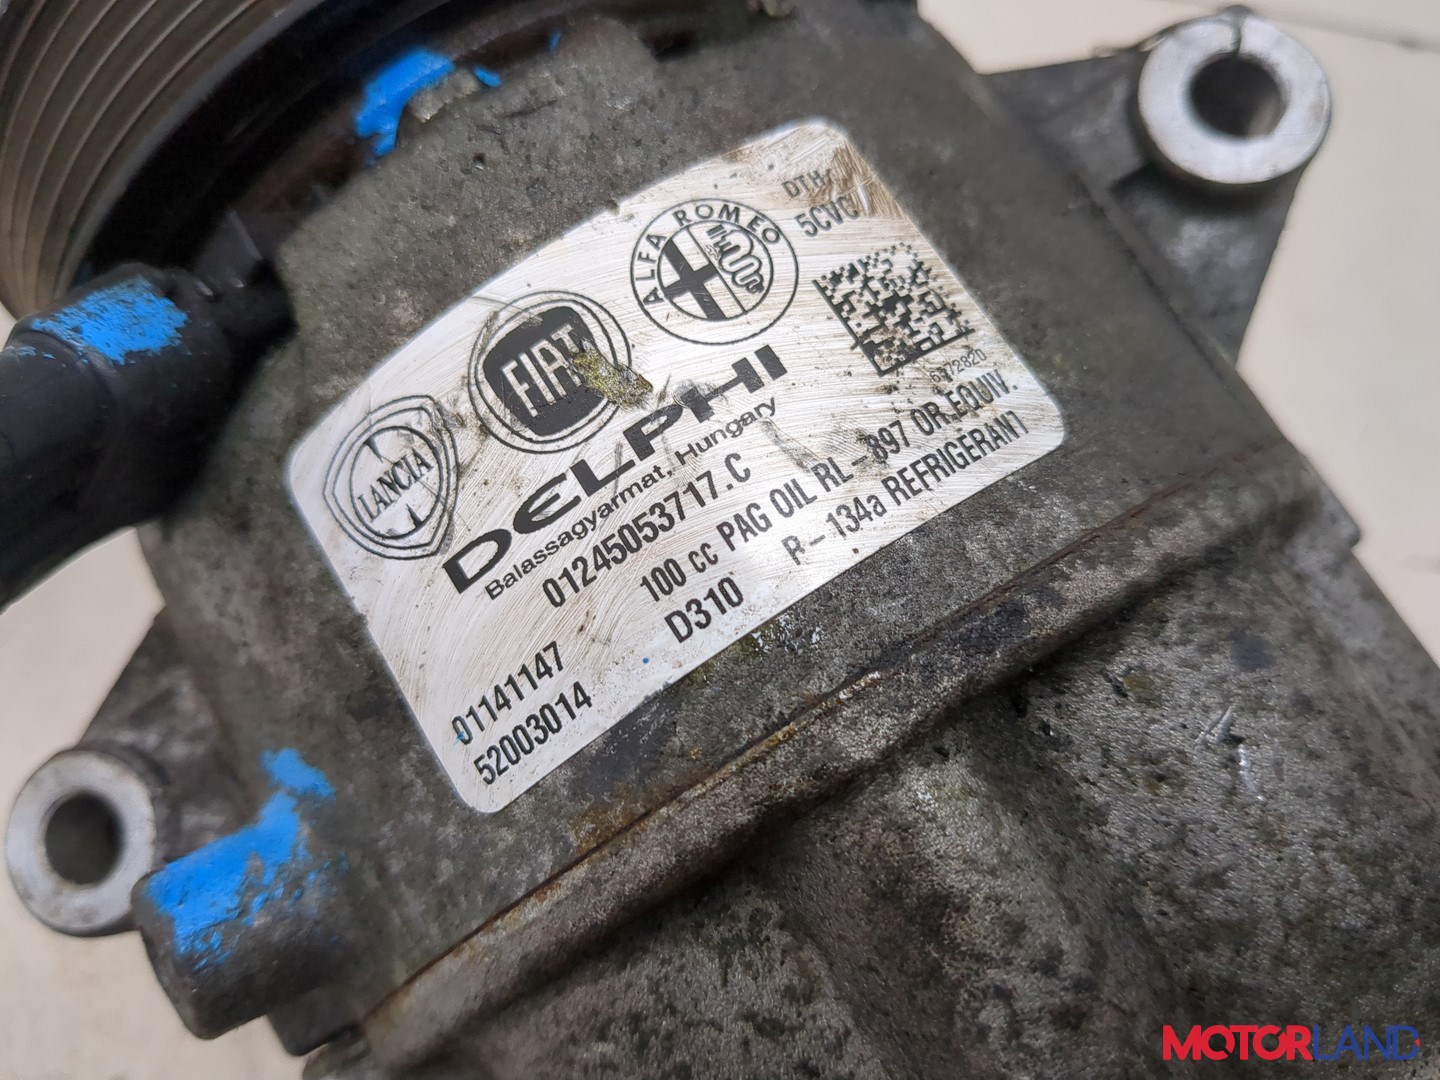 LANCIA
FIAT
ALFA ROMEO
5CVC
DELPHI
Balassagyarmat, Hungary
01245053717.C
100 cc PAG OIL RL-897 OR.EQUIV.
D310 R-134a REFRIGERANT
01141147
52003014
MOTORLAND